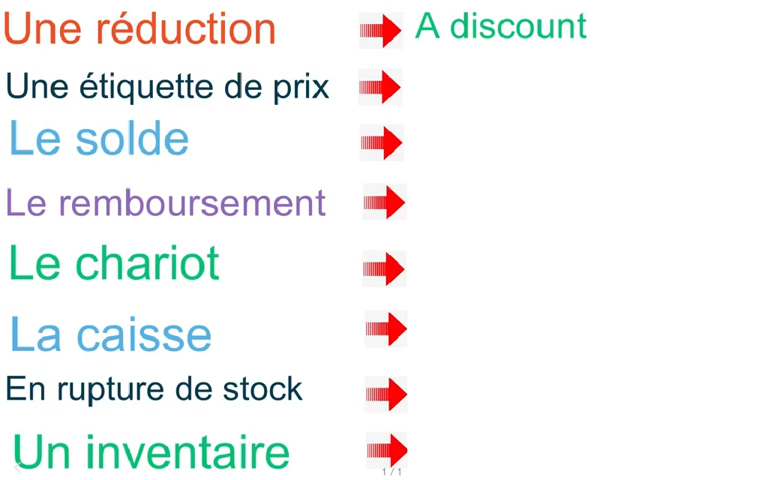 Une réduction A discount
Une étiquette de prix
Le solde
Le remboursement
Le chariot
La caisse
En rupture de stock
Un inventaire
1 / 1